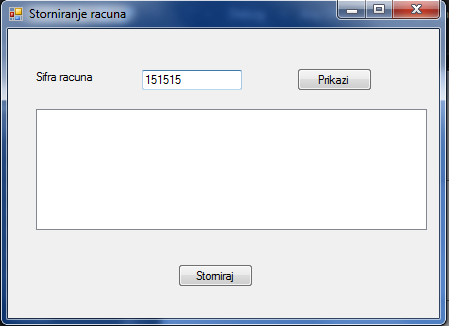 Storniranje racuna
Sifra racuna 151515 Prikazi
Storniraj